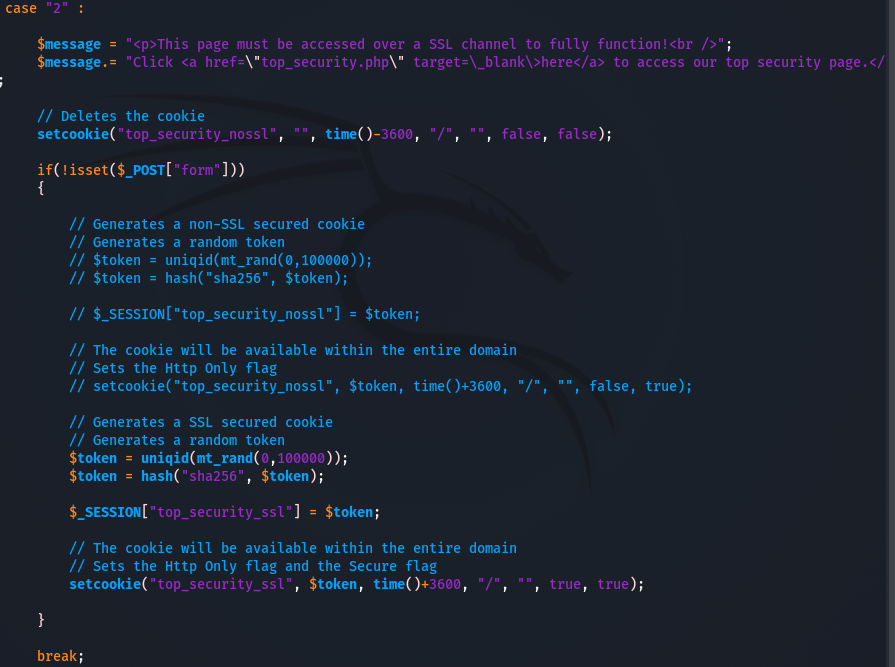 case "2" :
$message = "<p>This page must be accessed over a SSL channel to fully function!<br />";
$message.= "Click <a href=\"top_security.php\" target=\_blank\>here</a> to access our top security page.</
;
// Deletes the cookie
setcookie("top_security_nossl", "", time()-3600, "/", "", false, false);
if(!isset($_POST["form"]))
{
// Generates a non-SSL secured cookie
// Generates a random token
// $token = uniqid(mt_rand(0,100000));
// $token = hash("sha256", $token);
// $_SESSION["top_security_nossl"] = $token;
// The cookie will be available within the entire domain
// Sets the Http Only flag
// setcookie("top_security_nossl", $token, time()+3600, "/", "", false, true);
// Generates a SSL secured cookie
// Generates a random token
$token = uniqid(mt_rand(0,100000));
$token = hash("sha256", $token);
$_SESSION["top_security_ssl"] = $token;
// The cookie will be available within the entire domain
// Sets the Http Only flag and the Secure flag
setcookie("top_security_ssl", $token, time()+3600, "/", "", true, true);
}
break;